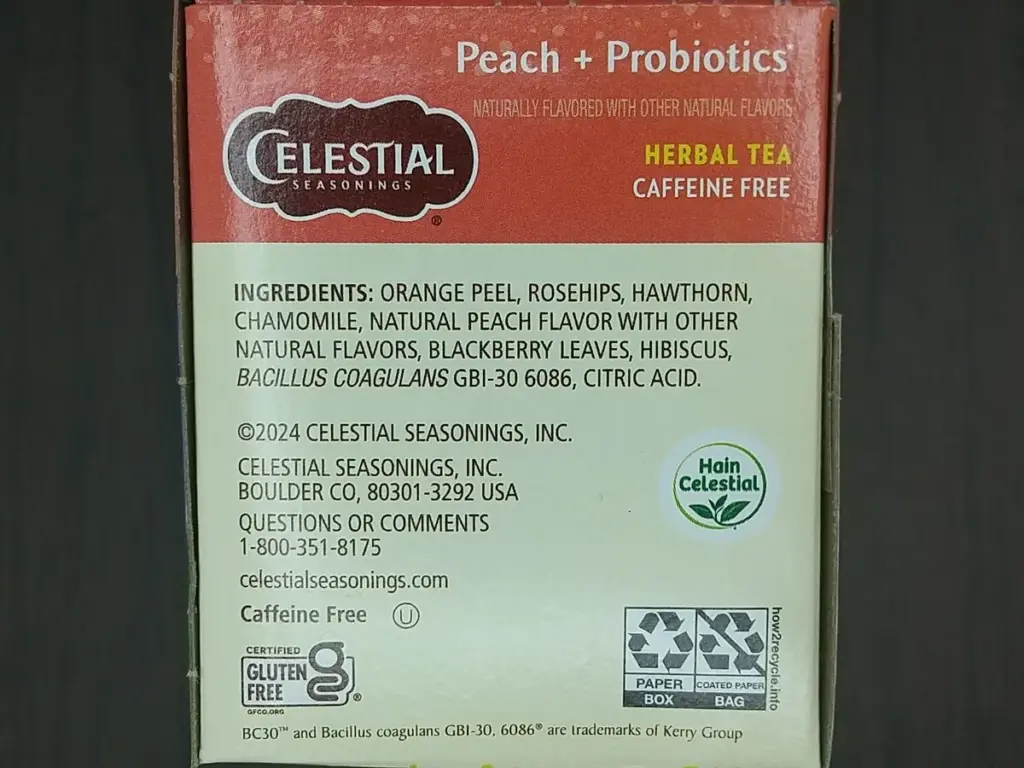 Peach + Probiotics
NATURALLY FLAVORED WITH OTHER NATURAL FLAVORS
CELESTIAL
SEASONINGS
®
HERBAL TEA
CAFFEINE FREE
INGREDIENTS: ORANGE PEEL, ROSEHIPS, HAWTHORN,
CHAMOMILE, NATURAL PEACH FLAVOR WITH OTHER
NATURAL FLAVORS, BLACKBERRY LEAVES, HIBISCUS,
BACILLUS COAGULANS GBI-30 6086, CITRIC ACID.
©2024 CELESTIAL SEASONINGS, INC.
CELESTIAL SEASONINGS, INC.
BOULDER CO, 80301-3292 USA
QUESTIONS OR COMMENTS
1-800-351-8175
celestialseasonings.com
Hain
Celestial
Caffeine Free U
CERTIFIED
GLUTEN
FREE
g
®
GFCO.ORG
PAPER
BOX
COATED PAPER
BAG
how2recycle.info
BC30™ and Bacillus coagulans GBI-30, 6086® are trademarks of Kerry Group